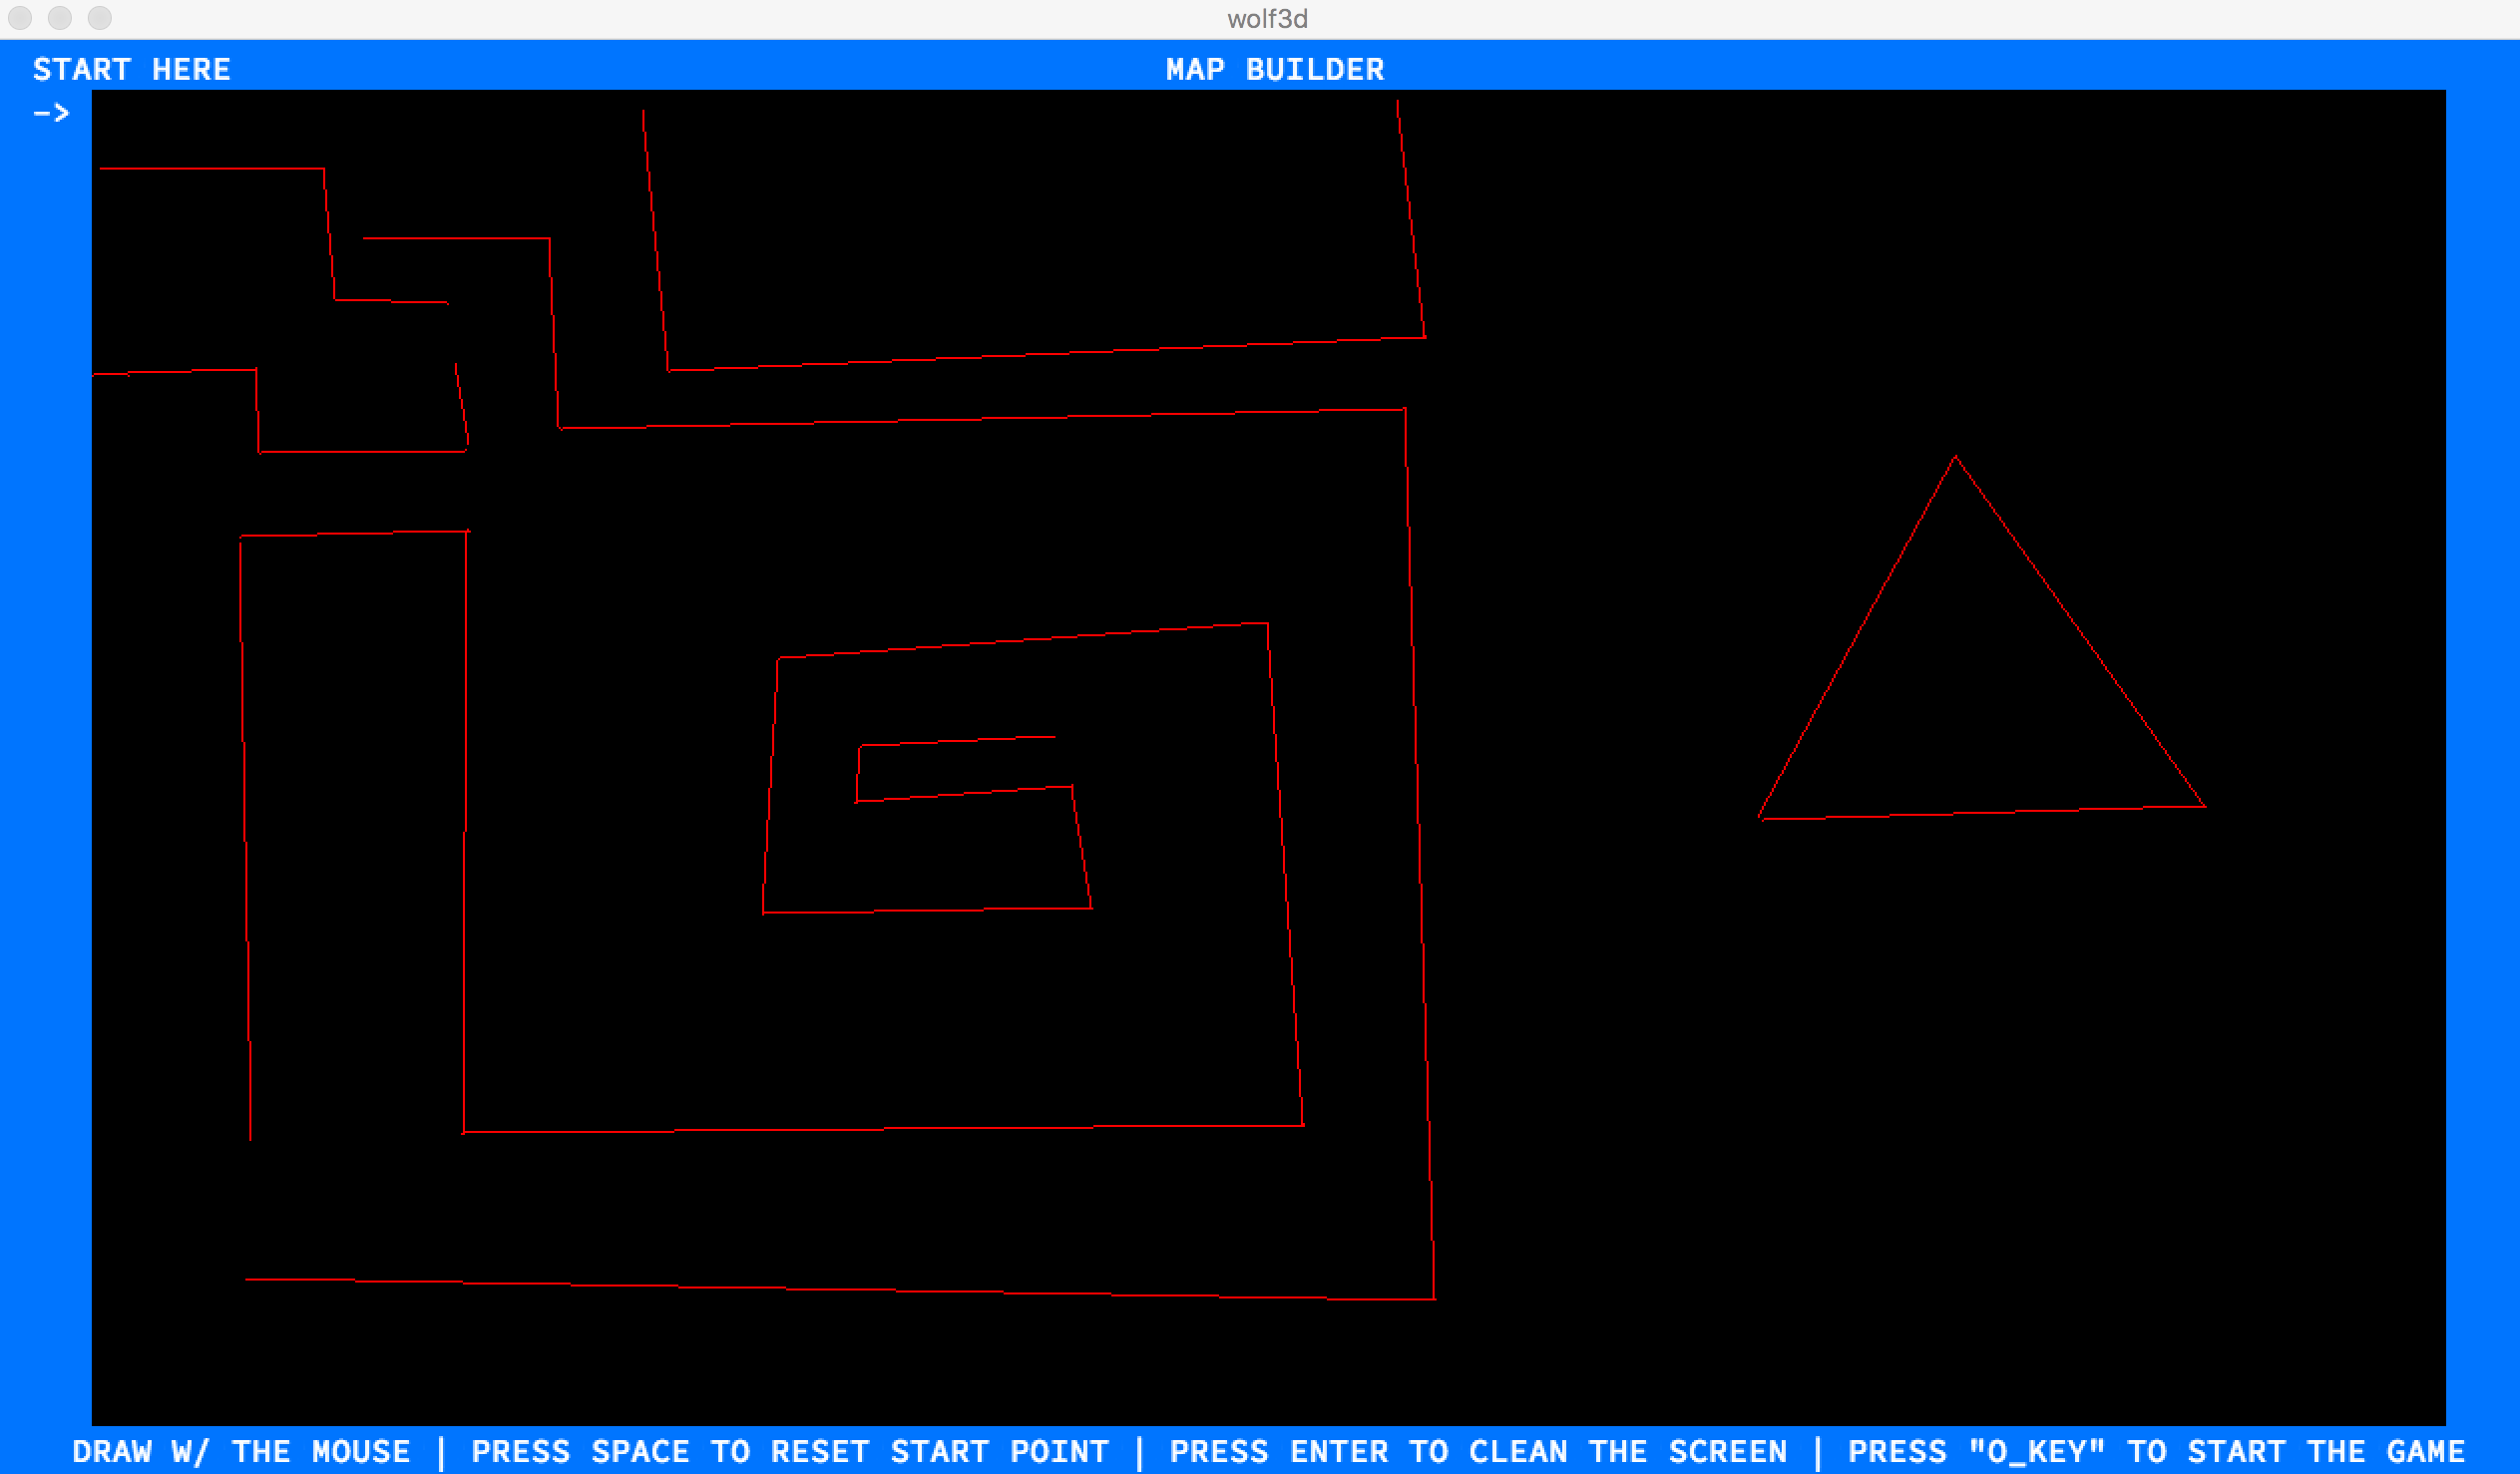 wolf3d
START HERE
MAP BUILDER
->
DRAW W/ THE MOUSE | PRESS SPACE TO RESET START POINT | PRESS ENTER TO CLEAN THE SCREEN | PRESS "O_KEY" TO START THE GAME